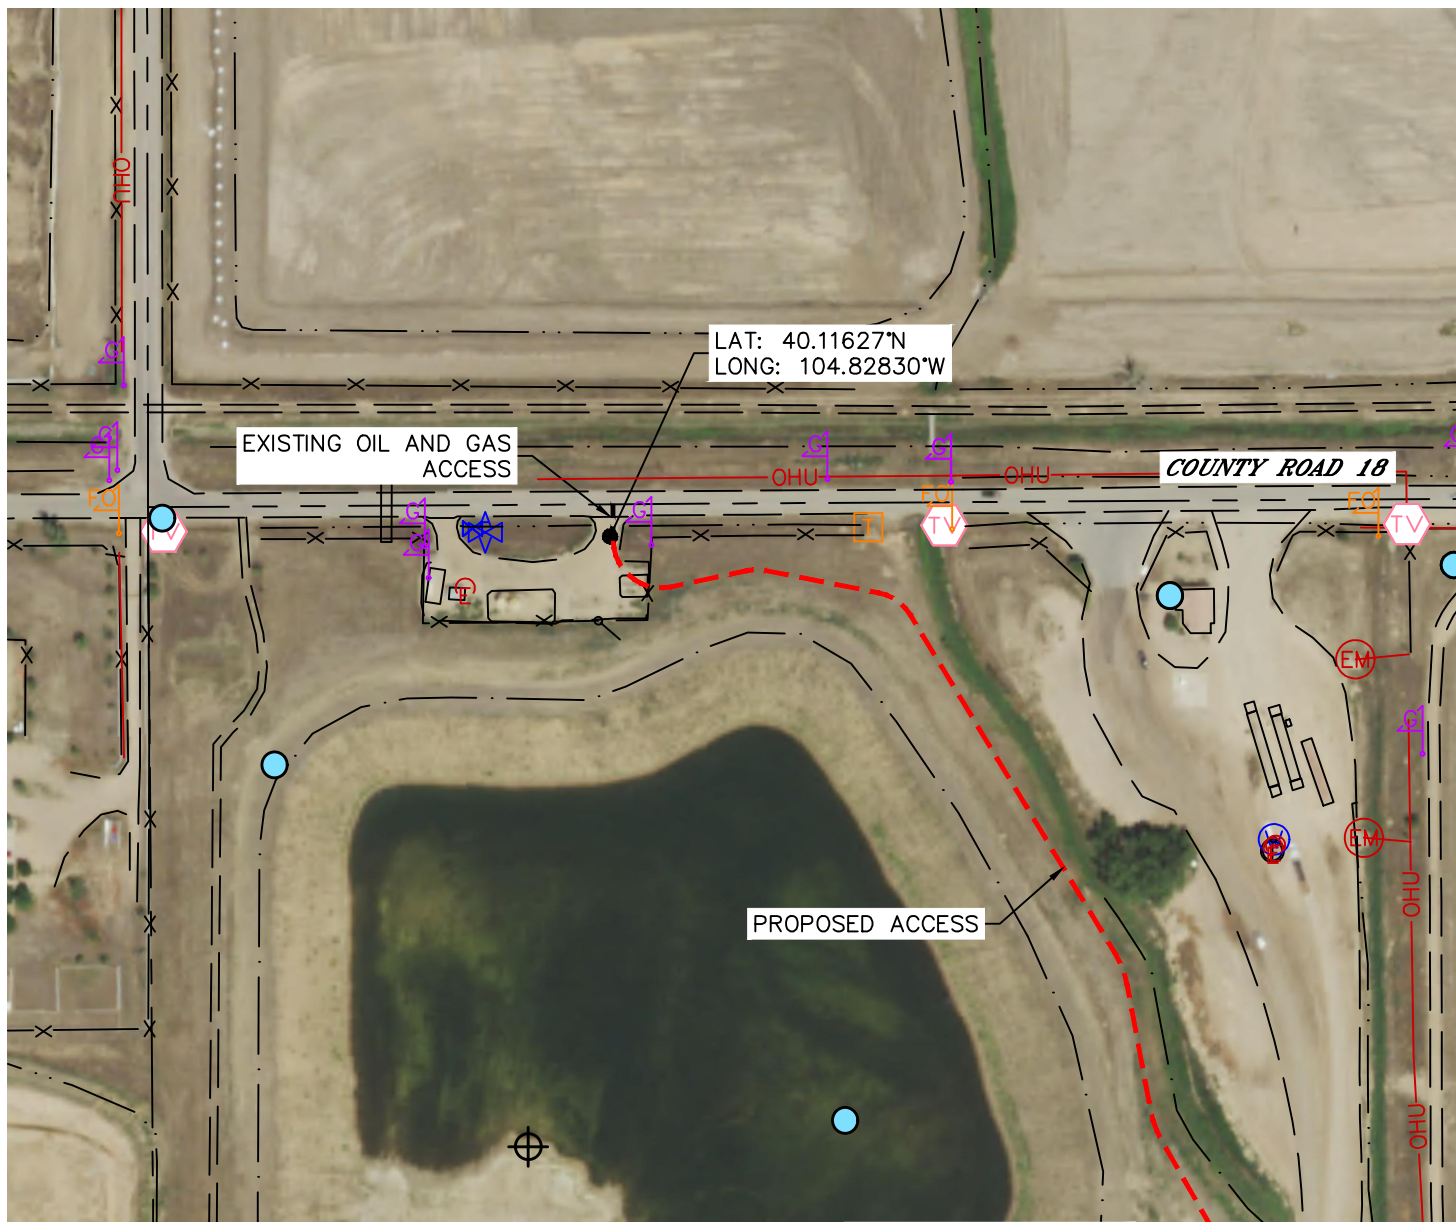 OHU
G
LAT: 40.11627°N
LONG: 104.82830°W
G
G
EXISTING OIL AND GAS
ACCESS
G
G
OHU
OHU
COUNTY ROAD 18
FO
G
G
FO
FO
TV
T
TV
TV
G
T
EM
G
EM
OHU
PROPOSED ACCESS
OHU